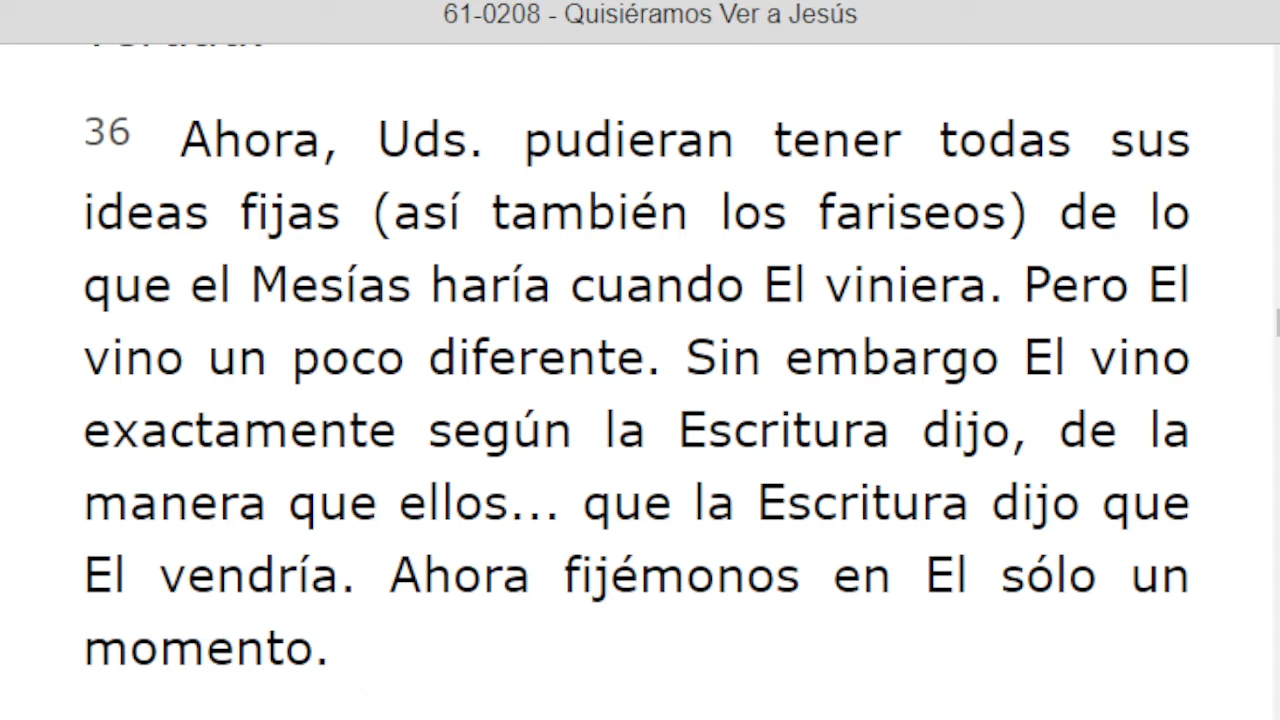 61-0208 - Quisiéramos Ver a Jesús
36 Ahora, Uds. pudieran tener todas sus
ideas fijas (así también los fariseos) de lo
que el Mesías haría cuando El viniera. Pero El
vino un poco diferente. Sin embargo El vino
exactamente según la Escritura dijo, de la
manera que ellos... que la Escritura dijo que
El vendría. Ahora fijémonos en El sólo un
momento.